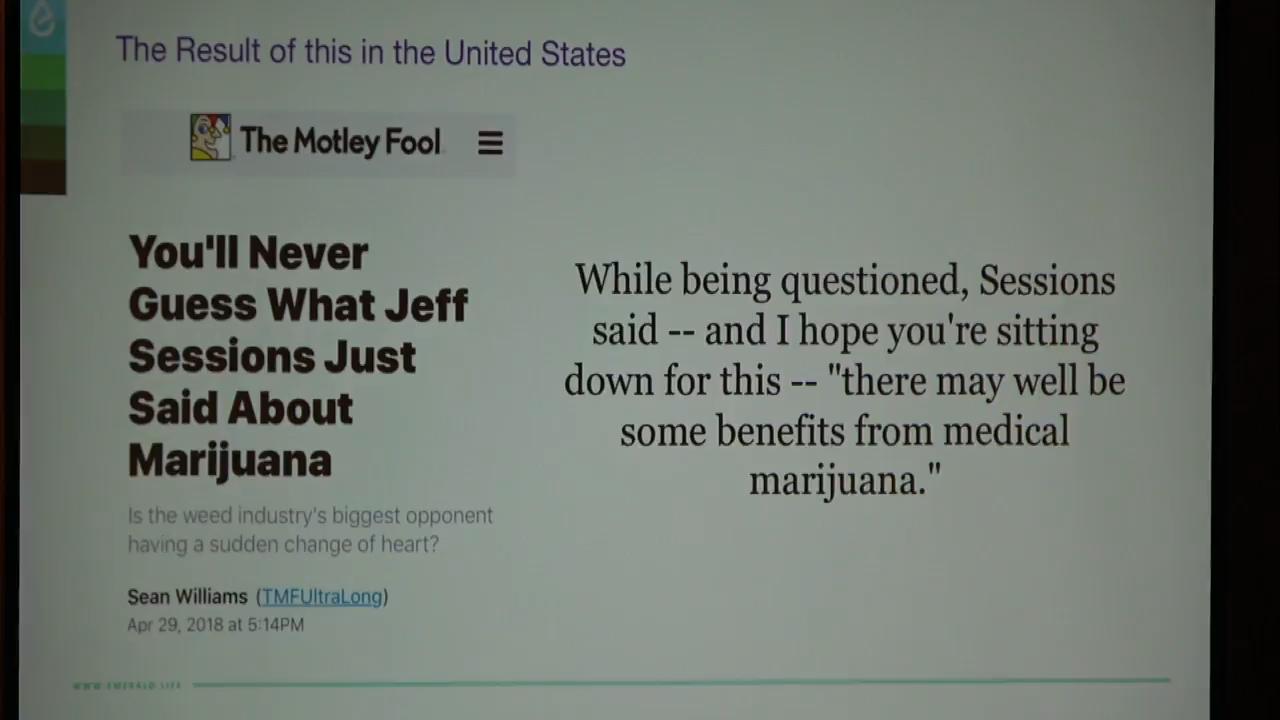 The Result of this in the United States
The Motley Fool
You'll Never
Guess What Jeff
Sessions Just
Said About
Marijuana
Is the weed industry's biggest opponent
having a sudden change of heart?
Sean Williams (TMFUltraLong)
Apr 29, 2018 at 5:14PM
While being questioned, Sessions
said -- and I hope you're sitting
down for this -- "there may well be
some benefits from medical
marijuana."
WWW.EMERALD.LIFE